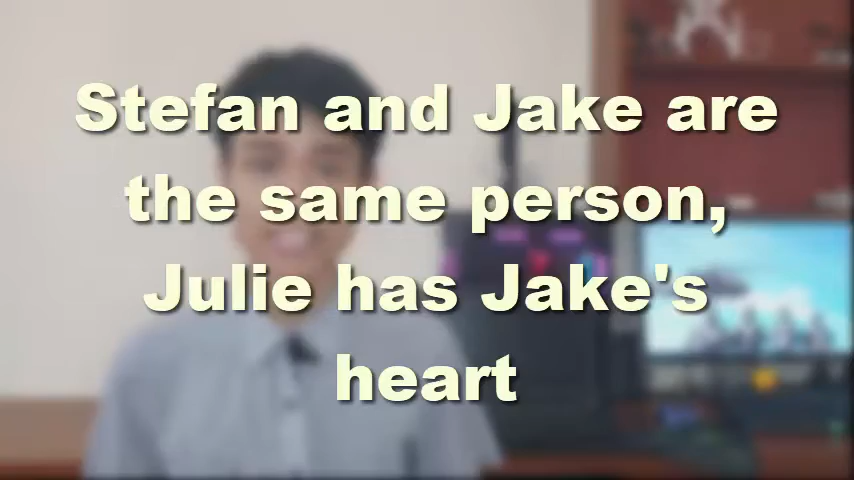 Stefan and Jake are
the same person,
Julie has Jake's
heart